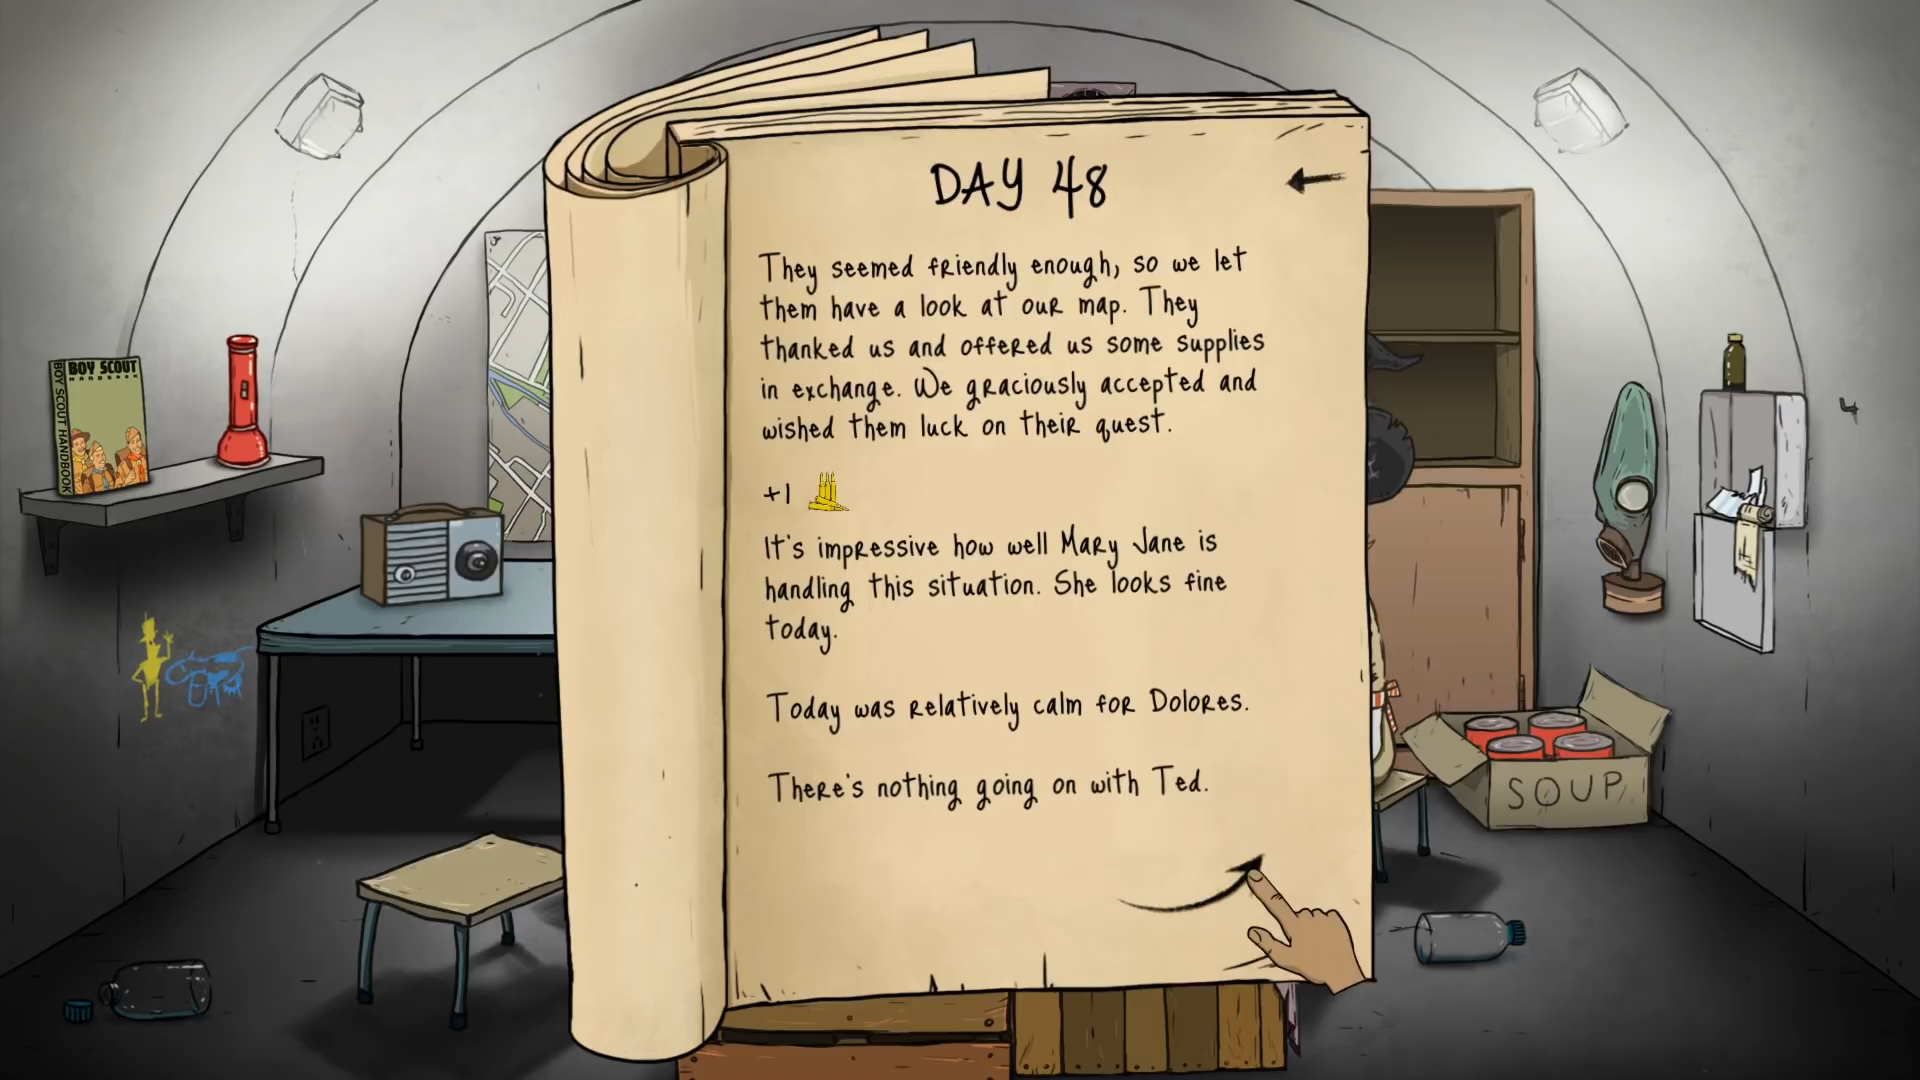 DAY 48
They seemed friendly enough, so we let
them have a look at our map. They
thanked us and offered us some supplies
in exchange. We graciously accepted and
wished them luck on their quest.
+1
It's impressive how well Mary Jane is
handling this situation. She looks fine
today.
Today was relatively calm for Dolores.
There's nothing going on with Ted.
BOY SCOUT
HANDBOOK
BOY SCOUT HANDBOOK
SOUP